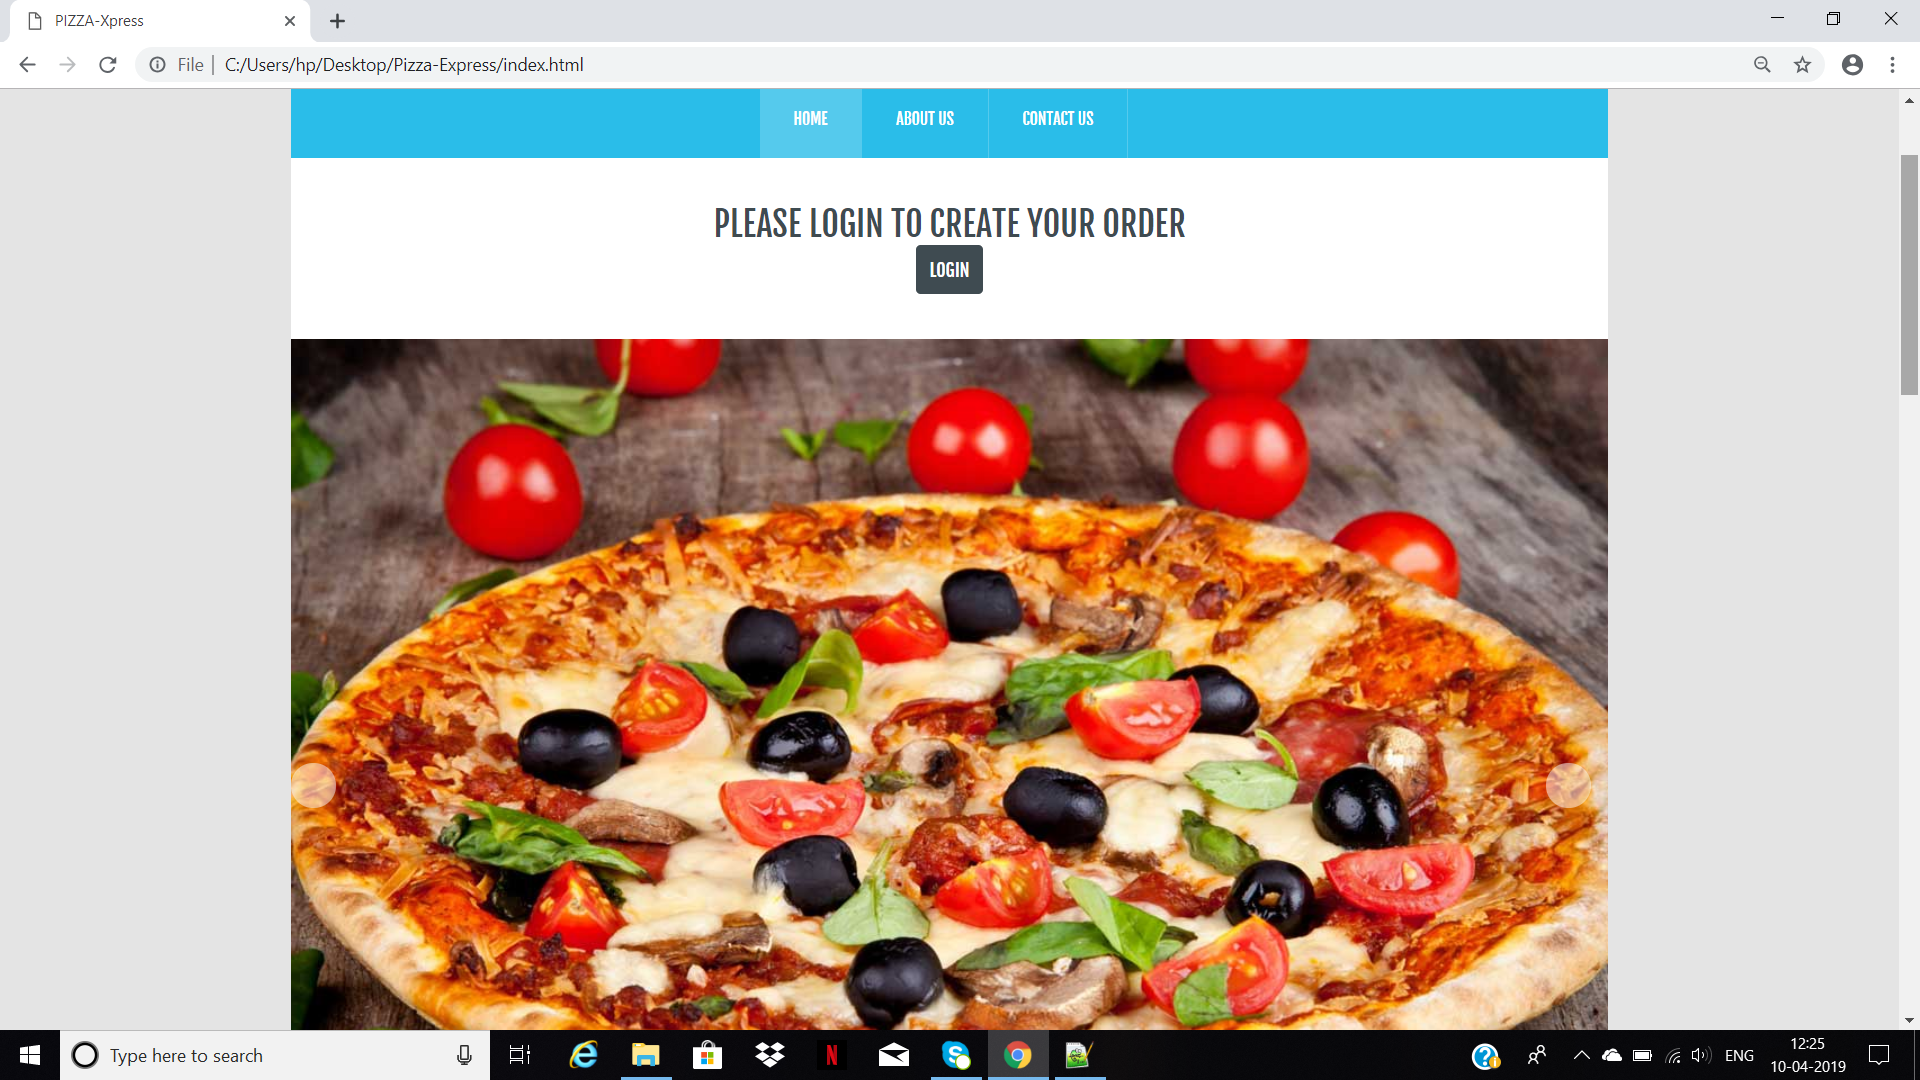 PIZZA-Xpress
File
C:/Users/hp/Desktop/Pizza-Express/index.html
HOME
ABOUT US
CONTACT US
PLEASE LOGIN TO CREATE YOUR ORDER
LOGIN
Type here to search
N
ENG
12:25
10-04-2019